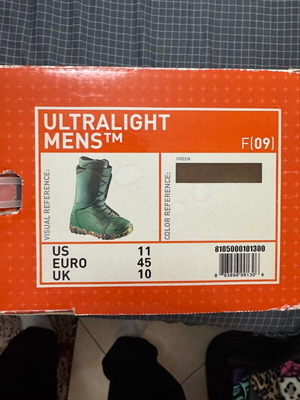 ULTRALIGHT
MENS™
F(09)
VISUAL REFERENCE:
COLOR REFERENCE:
GREEN
US 11
EURO 45
UK 10
8105000101300